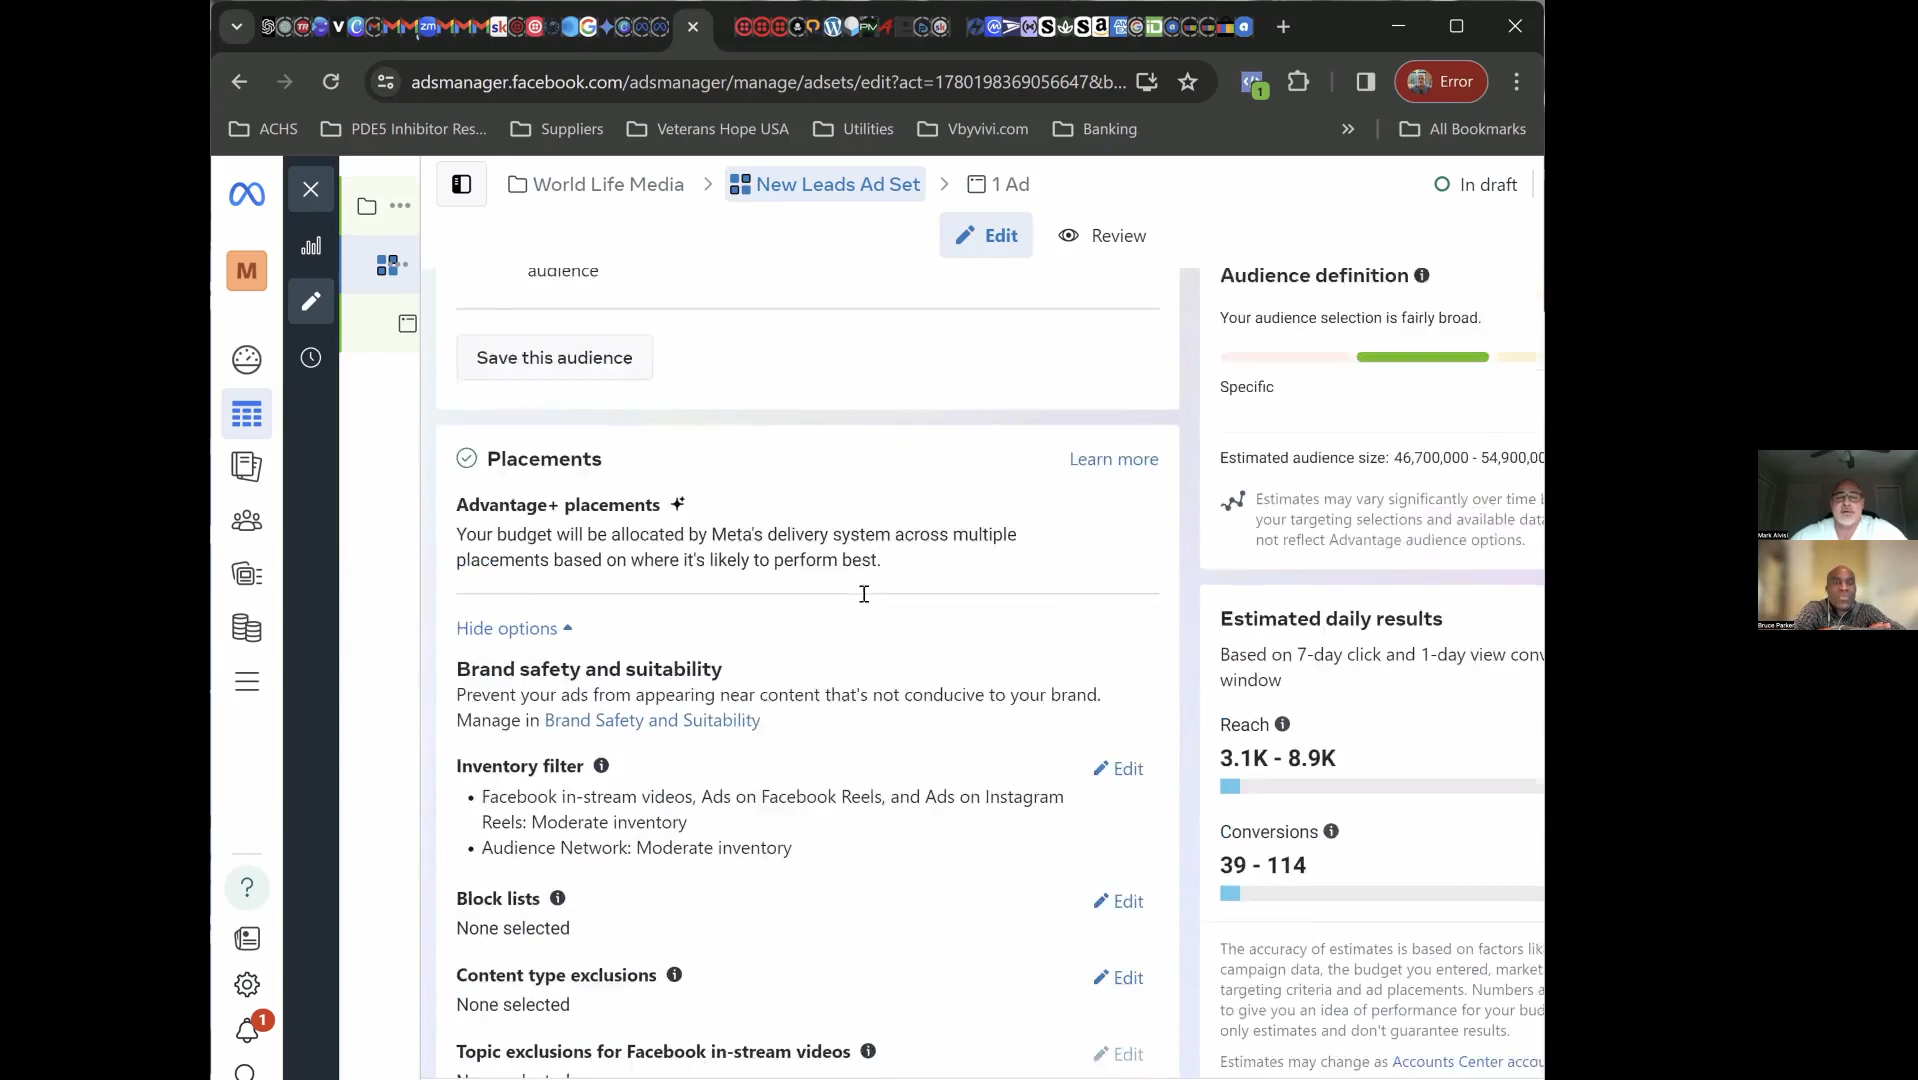 adsmanager.facebook.com/adsmanager/manage/adsets/edit?act=1780198369056647&b...
1
Error
ACHS
PDE5 Inhibitor Res...
Suppliers
Veterans Hope USA
Utilities
Vbyvivi.com
Banking
All Bookmarks
World Life Media
New Leads Ad Set
1 Ad
In draft
Edit
Review
M
audience
Save this audience
Placements
Learn more
Advantage+ placements
Your budget will be allocated by Meta's delivery system across multiple
placements based on where it's likely to perform best.
Hide options
Brand safety and suitability
Prevent your ads from appearing near content that's not conducive to your brand.
Manage in Brand Safety and Suitability
Inventory filter
Edit
• Facebook in-stream videos, Ads on Facebook Reels, and Ads on Instagram
Reels: Moderate inventory
• Audience Network: Moderate inventory
Block lists
Edit
None selected
Content type exclusions
Edit
None selected
Topic exclusions for Facebook in-stream videos
Edit
1
Audience definition
Your audience selection is fairly broad.
Specific
Estimated audience size: 46,700,000 - 54,900,00
Estimates may vary significantly over time b
your targeting selections and available data
not reflect Advantage audience options.
Estimated daily results
Based on 7-day click and 1-day view conv
window
Reach
3.1K - 8.9K
Conversions
39 - 114
The accuracy of estimates is based on factors lik
campaign data, the budget you entered, market
targeting criteria and ad placements. Numbers a
to give you an idea of performance for your bud
only estimates and don't guarantee results.
Estimates may change as Accounts Center accou
Mark Alvis
Bruce Parker